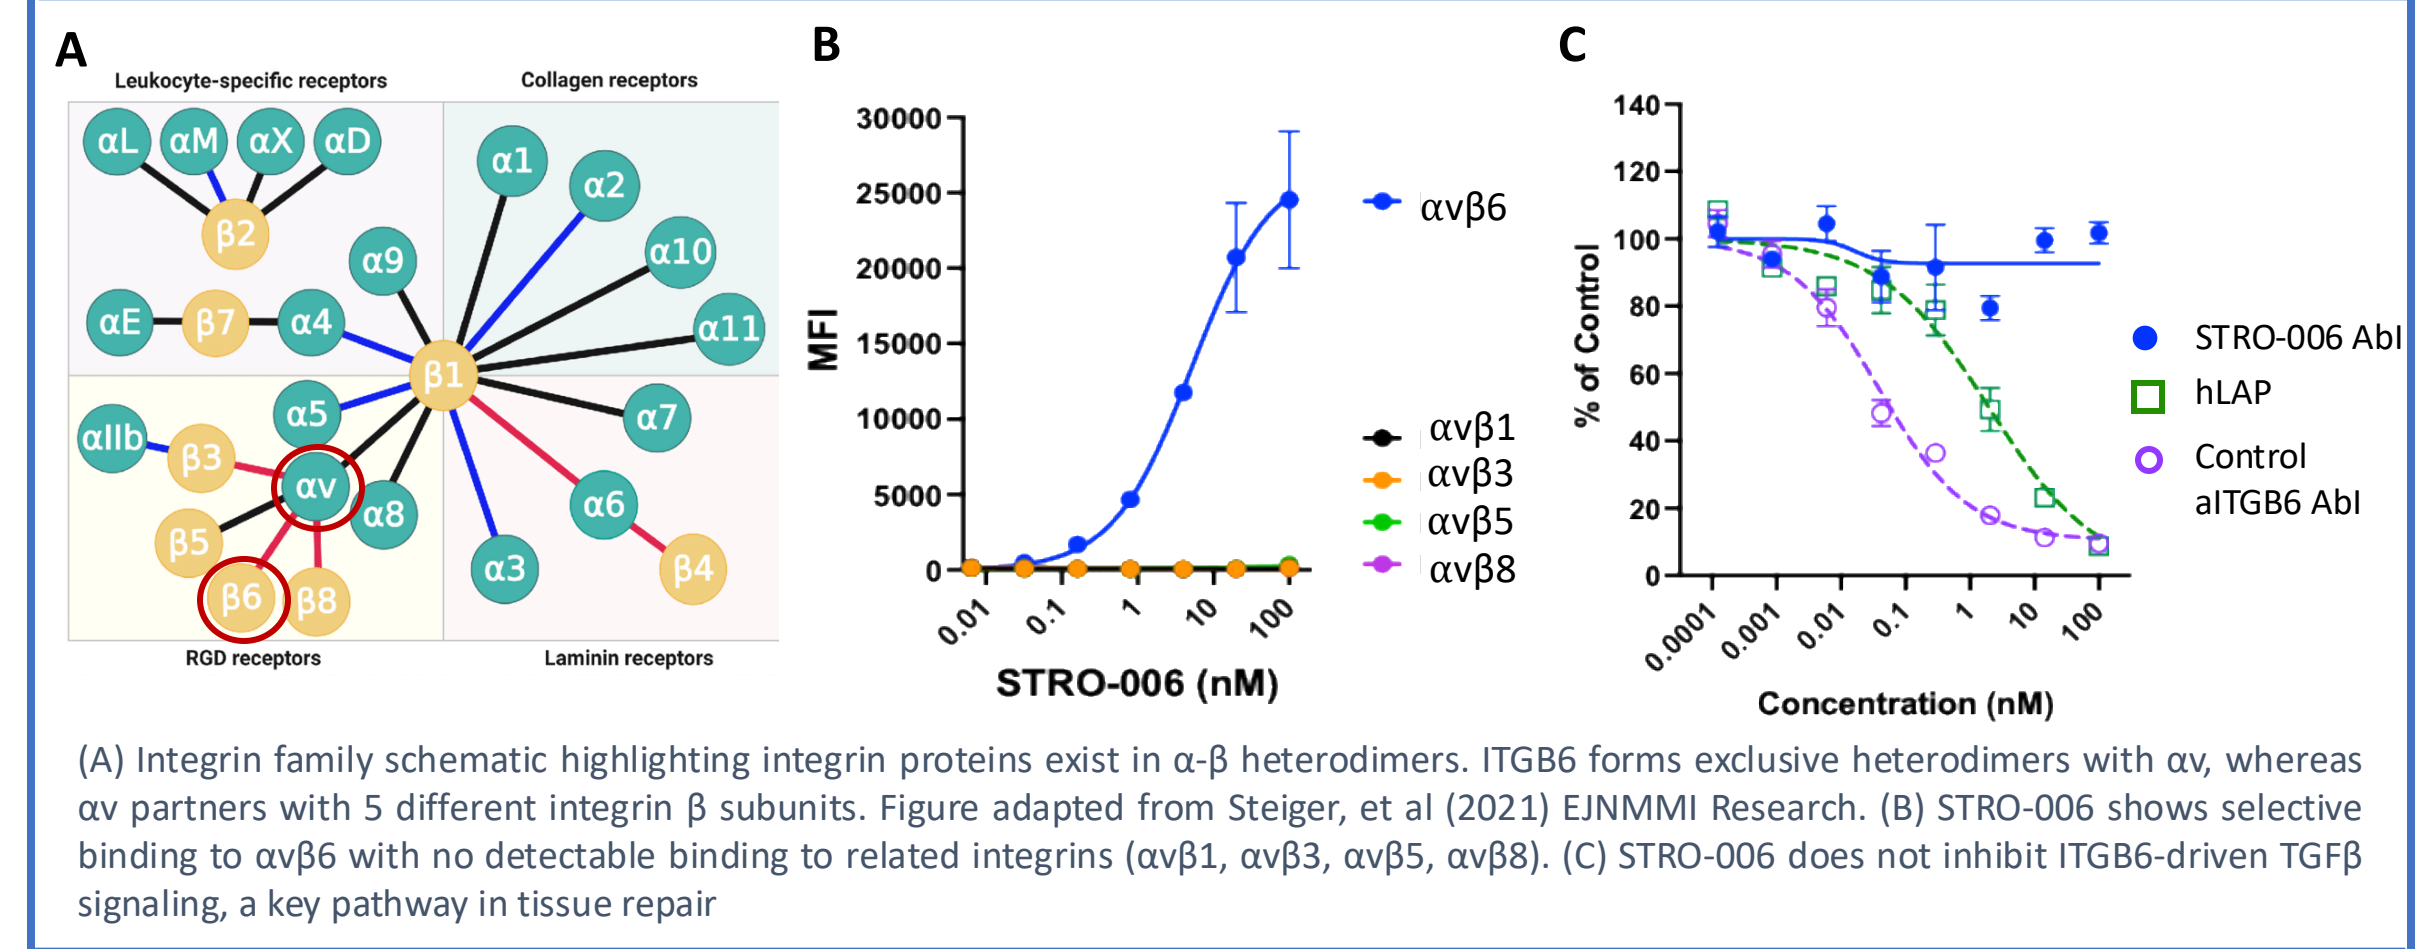 A
Leukocyte-specific receptors
Collagen receptors
αL
αM
αX
αD
β2
α9
αE
β7
α4
α1
α2
α10
α11
β1
α5
αIIb
β3
αv
α8
β5
β6
β8
α7
α6
α3
β4
RGD receptors
Laminin receptors
B
MFI
30000
25000
20000
15000
10000
5000
0
0.01
0.1
1
10
100
STRO-006 (nM)
αvβ6
αvβ1
αvβ3
αvβ5
αvβ8
C
% of Control
140
120
100
80
60
40
20
0
0.0001
0.001
0.01
0.1
1
10
100
Concentration (nM)
STRO-006 AbI
hLAP
Control
aITGB6 AbI
(A) Integrin family schematic highlighting integrin proteins exist in α-β heterodimers. ITGB6 forms exclusive heterodimers with αv, whereas
αv partners with 5 different integrin β subunits. Figure adapted from Steiger, et al (2021) EJNMMI Research. (B) STRO-006 shows selective
binding to αvβ6 with no detectable binding to related integrins (αvβ1, αvβ3, αvβ5, αvβ8). (C) STRO-006 does not inhibit ITGB6-driven TGFβ
signaling, a key pathway in tissue repair